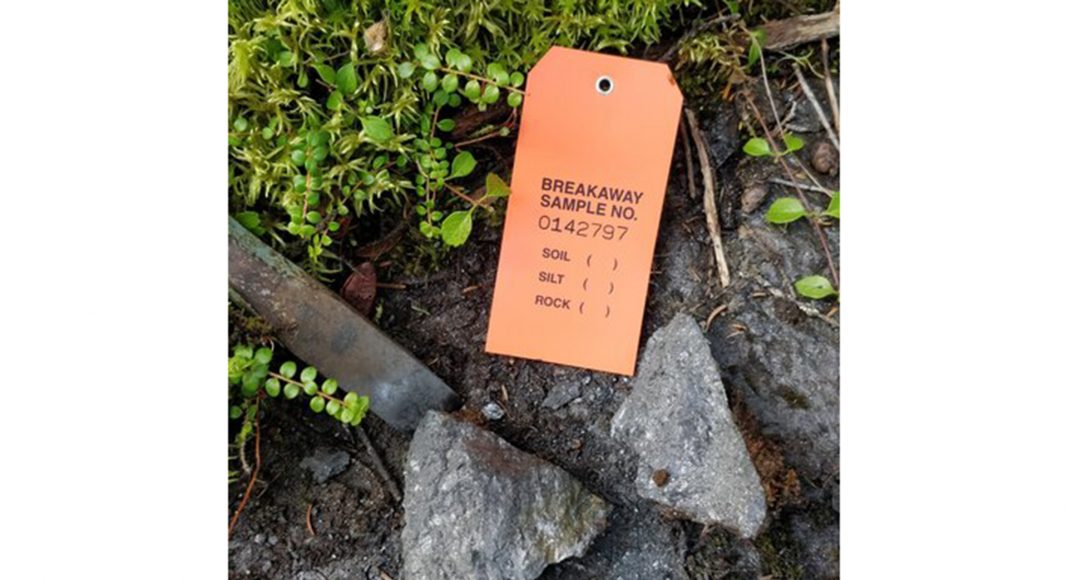 BREAKAWAY
SAMPLE NO.
0142797
SOIL ( )
SILT ( )
ROCK ( )